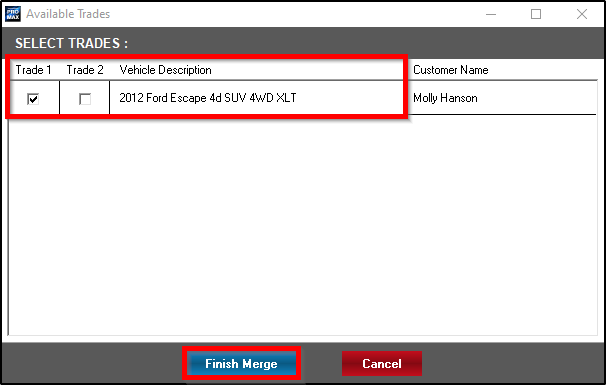 PRO MAX Available Trades
SELECT TRADES :
Trade 1 Trade 2 Vehicle Description Customer Name
2012 Ford Escape 4d SUV 4WD XLT Molly Hanson
Finish Merge Cancel